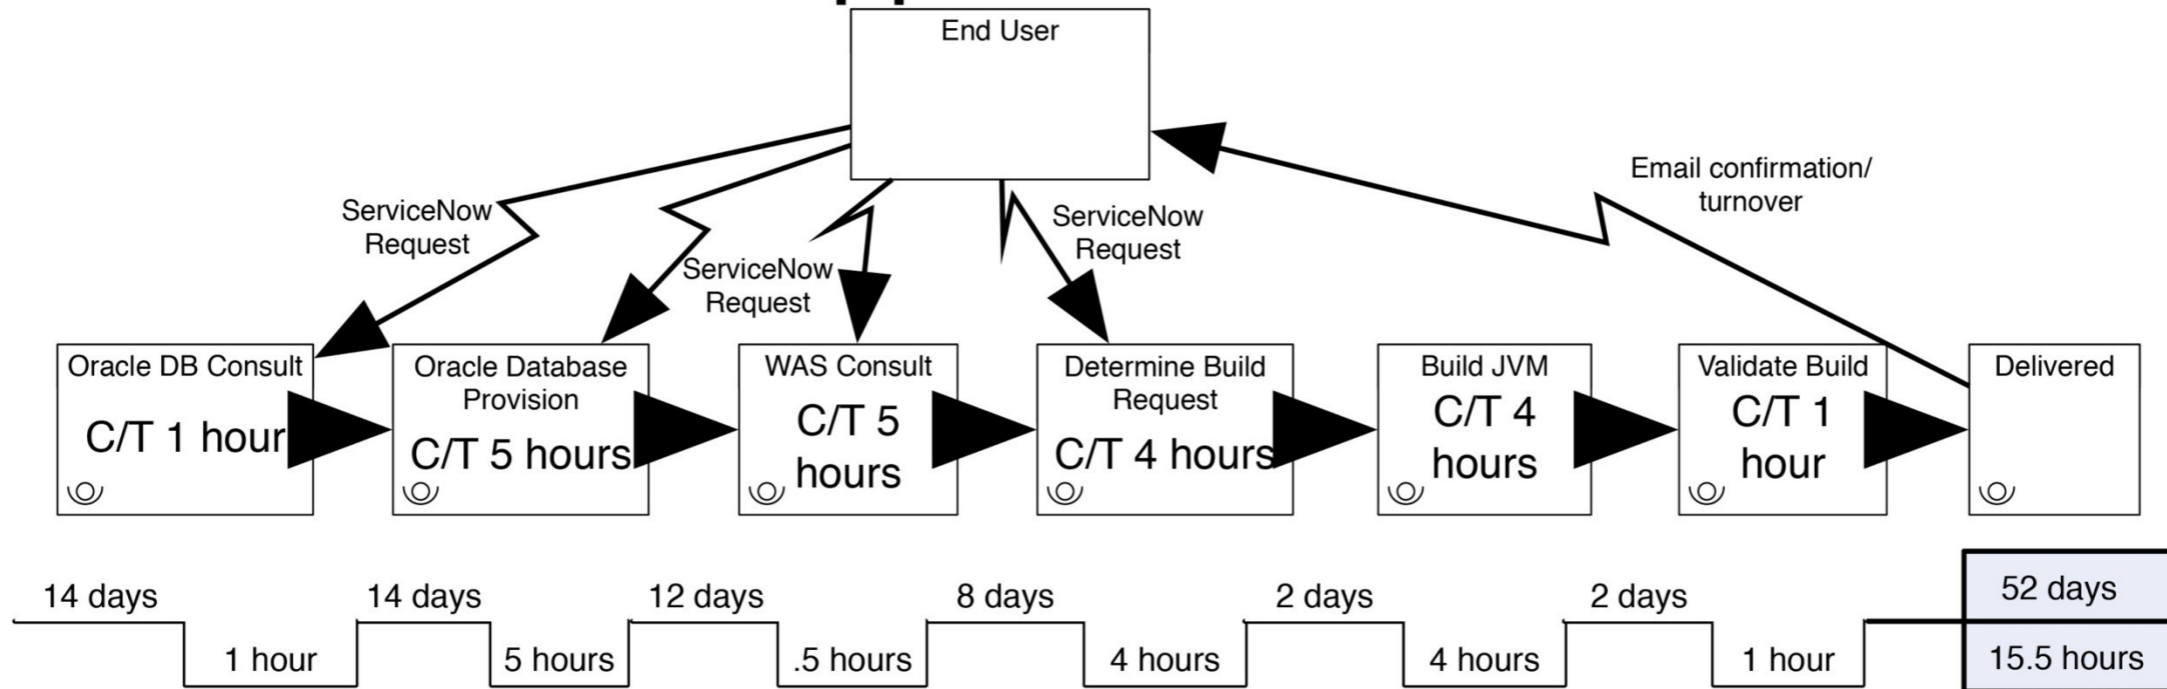 End User
Email confirmation/
turnover
ServiceNow
Request
ServiceNow
Request
ServiceNow
Request
Oracle DB Consult
C/T 1 hour
Oracle Database
Provision
C/T 5 hours
WAS Consult
C/T 5
hours
Determine Build
Request
C/T 4 hours
Build JVM
C/T 4
hours
Validate Build
C/T 1
hour
Delivered
14 days
14 days
12 days
8 days
2 days
2 days
52 days
1 hour
5 hours
.5 hours
4 hours
4 hours
1 hour
15.5 hours